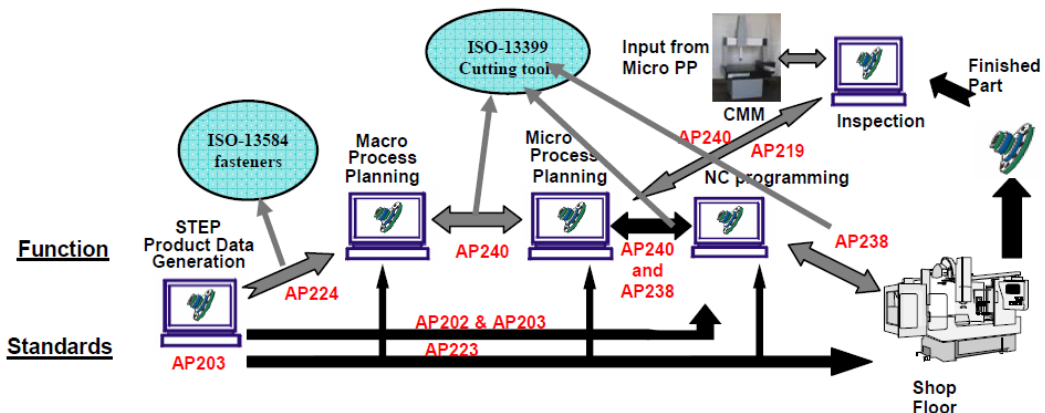 ISO-13399
Cutting tool
Input from
Micro PP
CMM
Inspection
Finished
Part
ISO-13584
fasteners
Macro
Process
Planning
Micro
Process
Planning
AP240
AP219
NC programming
STEP
Product Data
Generation
Function
AP224
AP240
AP240
and
AP238
AP238
AP202 & AP203
AP223
Standards
AP203
Shop
Floor